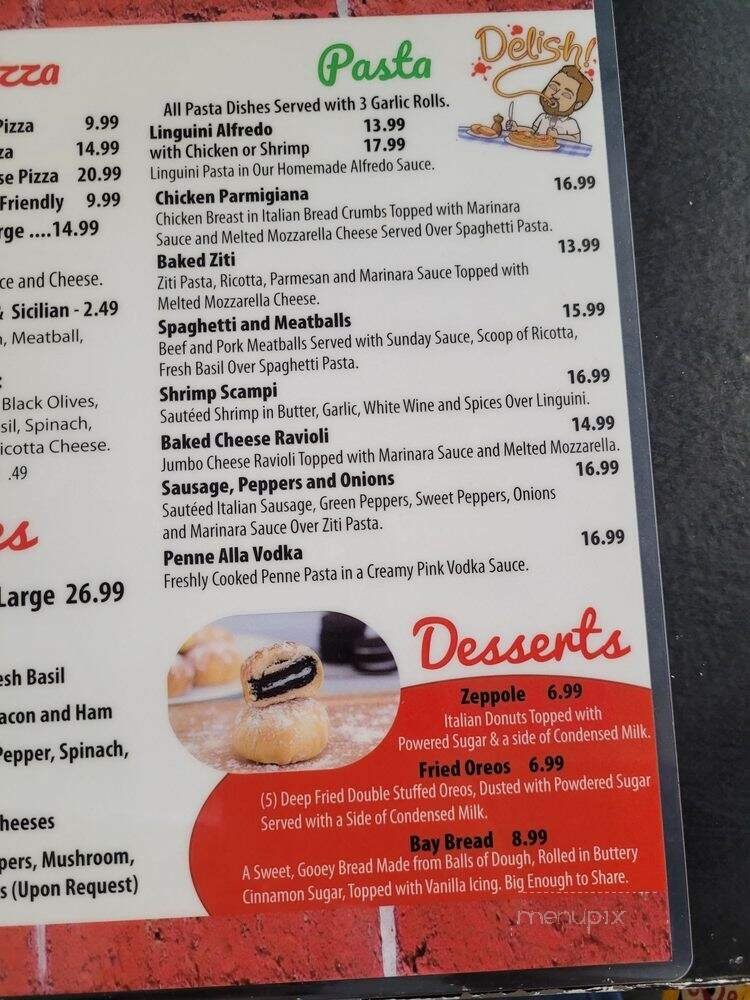 zza
Pizza 9.99
za 14.99
se Pizza 20.99
Friendly 9.99
rge ....14.99
ce and Cheese.
& Sicilian - 2.49
n, Meatball,
:
Black Olives,
sil, Spinach,
icotta Cheese.
.49
es
Large 26.99
esh Basil
acon and Ham
Pepper, Spinach,
heeses
pers, Mushroom,
s (Upon Request)
Pasta
Delish!
All Pasta Dishes Served with 3 Garlic Rolls.
Linguini Alfredo 13.99
with Chicken or Shrimp 17.99
Linguini Pasta in Our Homemade Alfredo Sauce.
Chicken Parmigiana 16.99
Chicken Breast in Italian Bread Crumbs Topped with Marinara
Sauce and Melted Mozzarella Cheese Served Over Spaghetti Pasta.
Baked Ziti 13.99
Ziti Pasta, Ricotta, Parmesan and Marinara Sauce Topped with
Melted Mozzarella Cheese.
Spaghetti and Meatballs 15.99
Beef and Pork Meatballs Served with Sunday Sauce, Scoop of Ricotta,
Fresh Basil Over Spaghetti Pasta.
Shrimp Scampi 16.99
Sautéed Shrimp in Butter, Garlic, White Wine and Spices Over Linguini.
Baked Cheese Ravioli 14.99
Jumbo Cheese Ravioli Topped with Marinara Sauce and Melted Mozzarella.
Sausage, Peppers and Onions 16.99
Sautéed Italian Sausage, Green Peppers, Sweet Peppers, Onions
and Marinara Sauce Over Ziti Pasta.
Penne Alla Vodka 16.99
Freshly Cooked Penne Pasta in a Creamy Pink Vodka Sauce.
Desserts
Zeppole 6.99
Italian Donuts Topped with
Powered Sugar & a side of Condensed Milk.
Fried Oreos 6.99
(5) Deep Fried Double Stuffed Oreos, Dusted with Powdered Sugar
Served with a Side of Condensed Milk.
Bay Bread 8.99
A Sweet, Gooey Bread Made from Balls of Dough, Rolled in Buttery
Cinnamon Sugar, Topped with Vanilla Icing. Big Enough to Share.
menupix